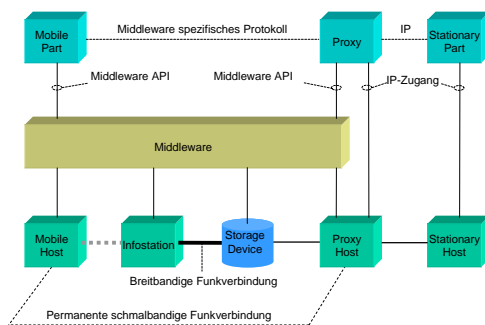 Mobile
Part
Middleware spezifisches Protokoll
Proxy
IP
Stationary
Part
Middleware API
Middleware API
IP-Zugang
Middleware
Mobile
Host
Infostation
Storage
Device
Proxy
Host
Stationary
Host
Breitbandige Funkverbindung
Permanente schmalbandige Funkverbindung